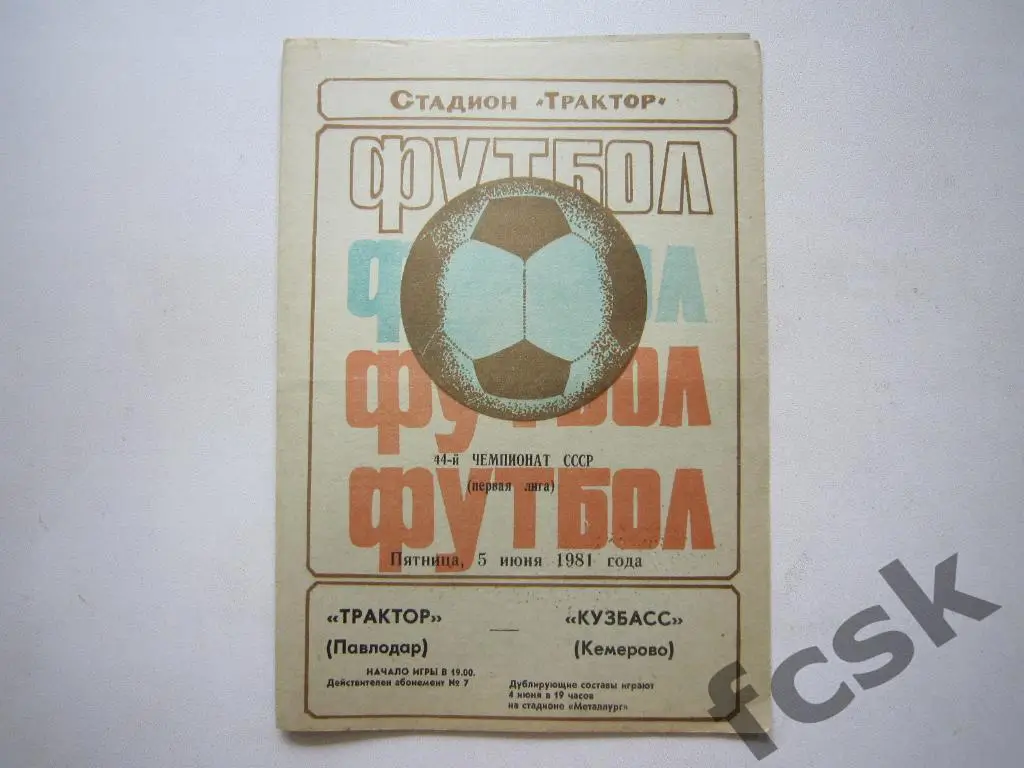 Стадион «Трактор»
ФУТБОЛ
ФУТБОЛ
44-й ЧЕМПИОНАТ СССР
(первая лига)
ФУТБОЛ
Пятница, 5 июня 1981 года
«ТРАКТОР» — «КУЗБАСС»
(Павлодар) (Кемерово)
НАЧАЛО ИГРЫ В 19.00.
Действителен абонемент № 7
Дублирующие составы играют
4 июня в 19 часов
на стадионе «Металлург»
fcsk